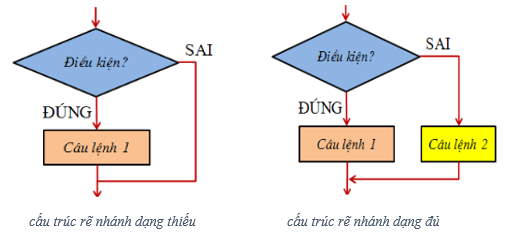 Điều kiện?
SAI
ĐÚNG
Câu lệnh 1
cấu trúc rẽ nhánh dạng thiếu
Điều kiện?
SAI
ĐÚNG
Câu lệnh 1
Câu lệnh 2
cấu trúc rẽ nhánh dạng đủ